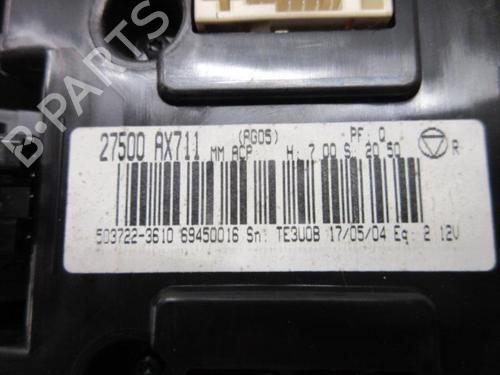 (AG05) PF: 0
27500 AX711 MM ACP H: 7.00 S: 20.50 R
503722-3610 69450016 Sn: TE3U0B 17/05/04 Eq: 2 12V
B-PARTS